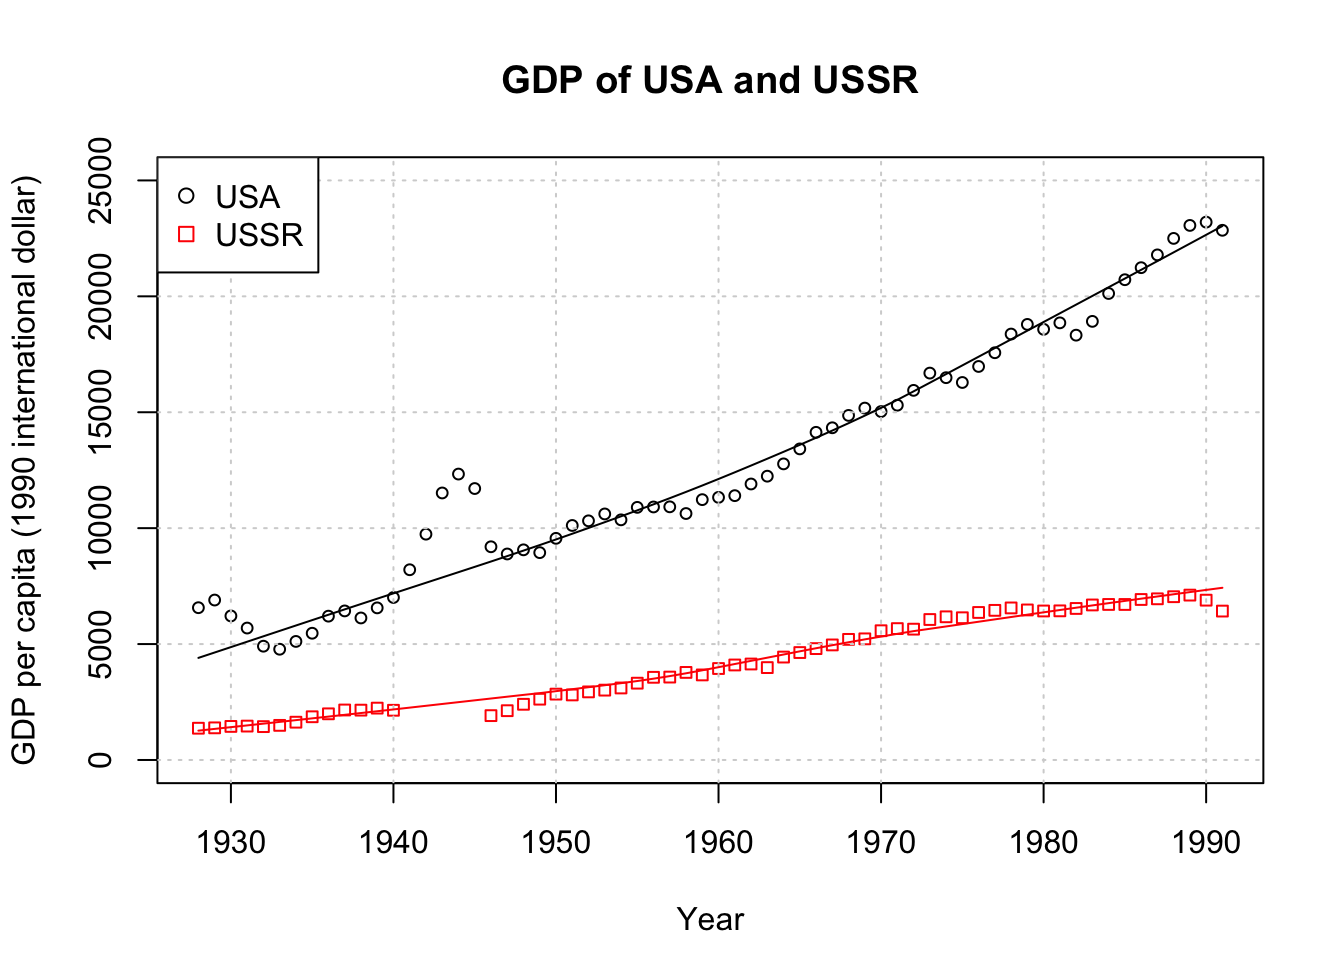 GDP of USA and USSR
USA
USSR
GDP per capita (1990 international dollar)
25000
20000
15000
10000
5000
0
1930 1940 1950 1960 1970 1980 1990
Year